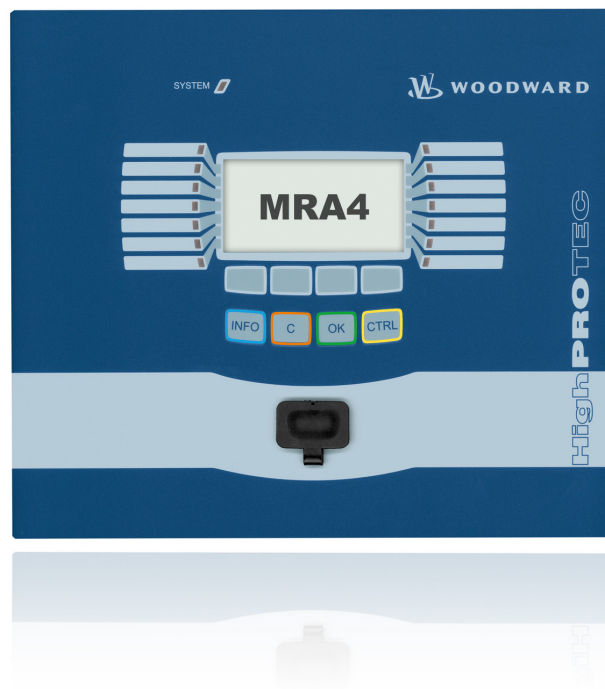 SYSTEM
WOODWARD
MRA4
INFO
C
OK
CTRL
HighPROTEC